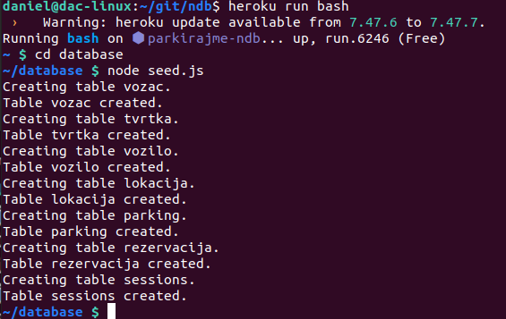 daniel@dac-linux:~/git/ndb$ heroku run bash
›   Warning: heroku update available from 7.47.6 to 7.47.7.
Running bash on ⬢ parkirajme-ndb... up, run.6246 (Free)
~ $ cd database
~/database $ node seed.js
Creating table vozac.
Table vozac created.
Creating table tvrtka.
Table tvrtka created.
Creating table vozilo.
Table vozilo created.
Creating table lokacija.
Table lokacija created.
Creating table parking.
Table parking created.
Creating table rezervacija.
Table rezervacija created.
Creating table sessions.
Table sessions created.
~/database $